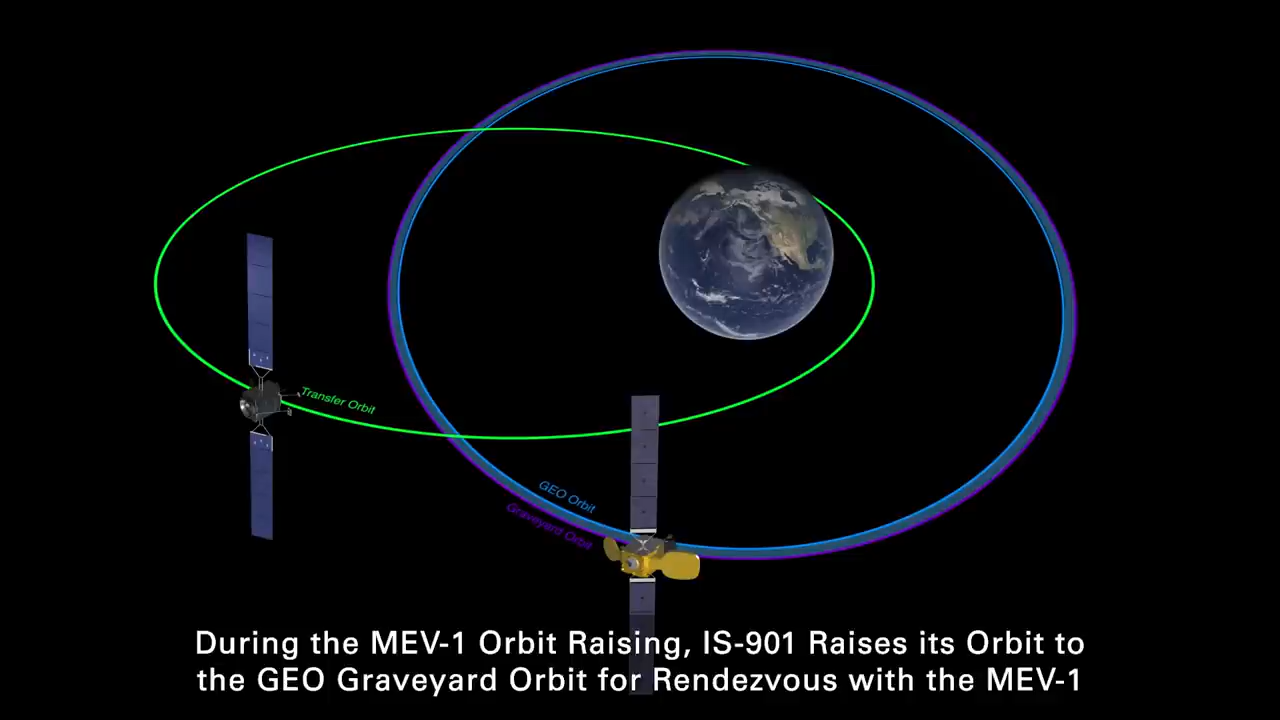 Transfer Orbit
GEO Orbit
Graveyard Orbit
During the MEV-1 Orbit Raising, IS-901 Raises its Orbit to
the GEO Graveyard Orbit for Rendezvous with the MEV-1